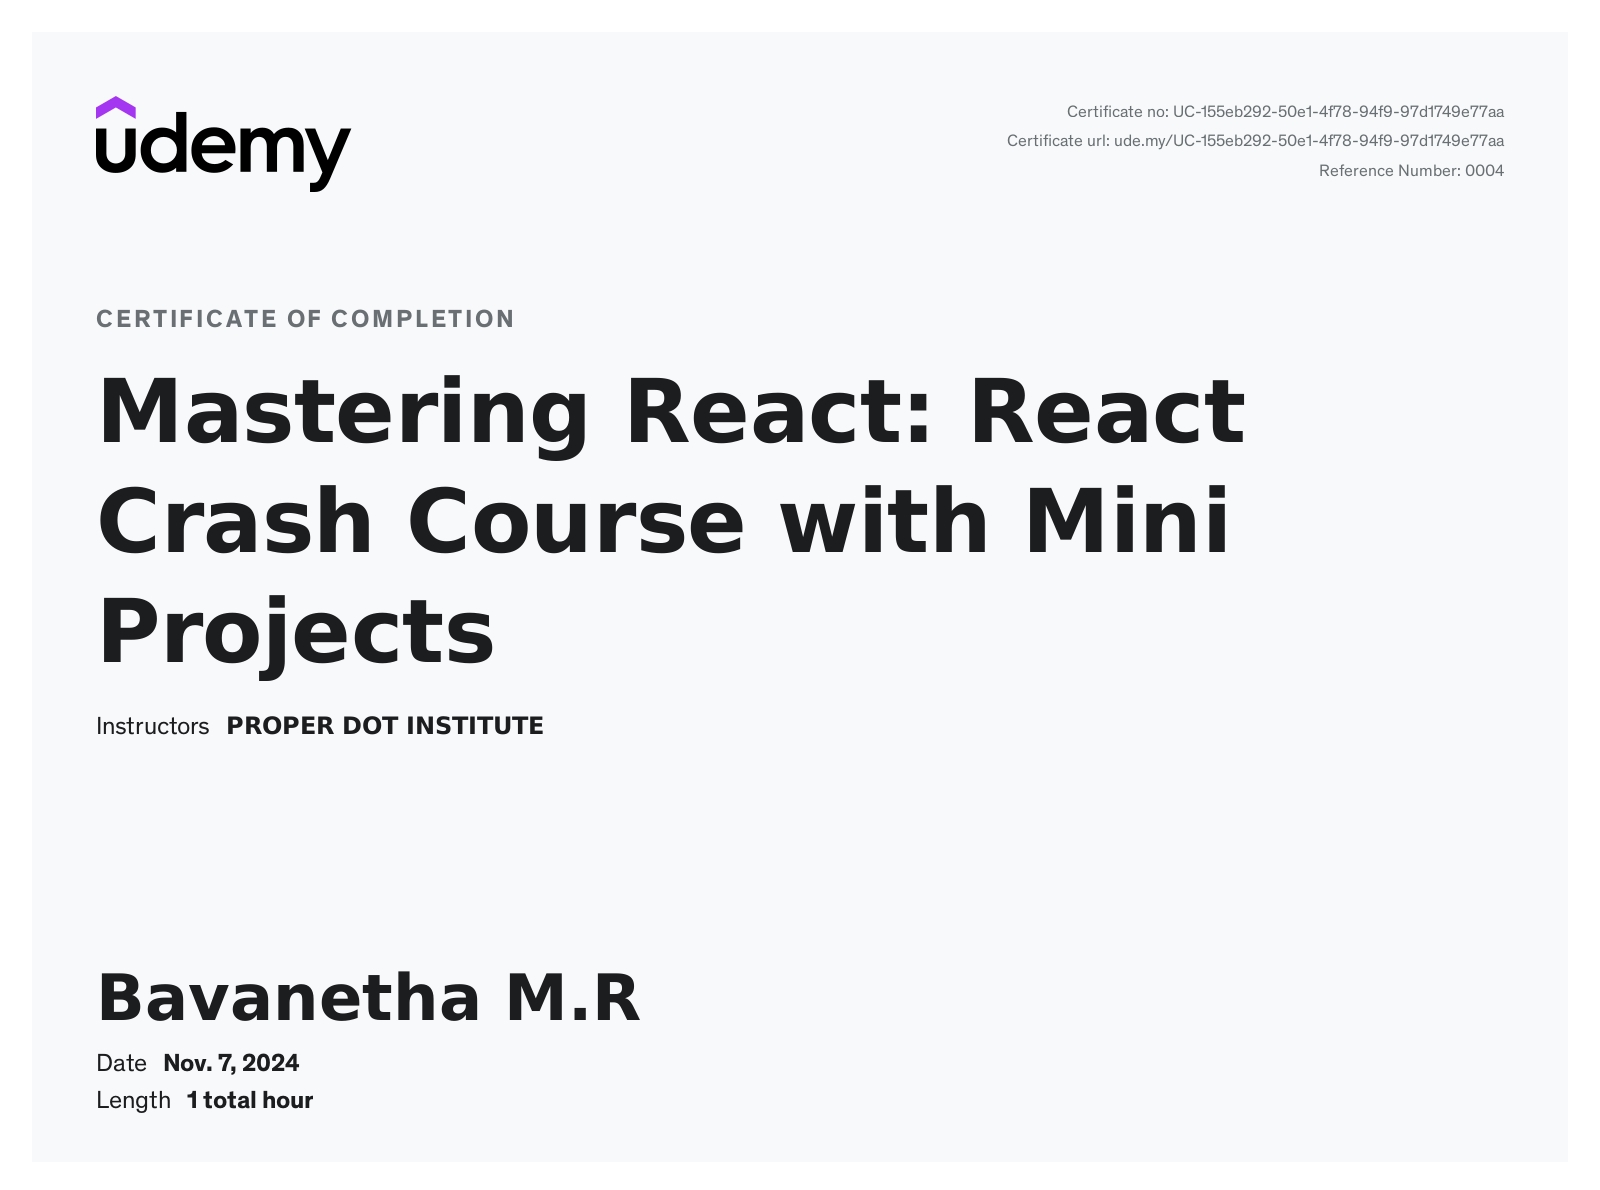 udemy
Certificate no: UC-155eb292-50e1-4f78-94f9-97d1749e77aa
Certificate url: ude.my/UC-155eb292-50e1-4f78-94f9-97d1749e77aa
Reference Number: 0004
CERTIFICATE OF COMPLETION
Mastering React: React
Crash Course with Mini
Projects
Instructors PROPER DOT INSTITUTE
Bavanetha M.R
Date Nov. 7, 2024
Length 1 total hour